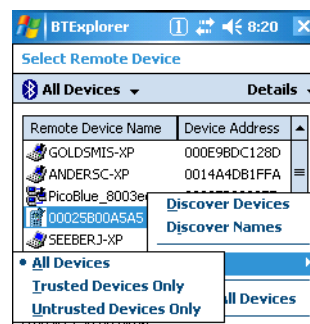 BTExplorer 1 8:20
Select Remote Device
All Devices Details
Remote Device Name Device Address
GOLDSMIS-XP 000E9BDC128D
ANDERSC-XP 0014A4DB1FFA
PicoBlue_8003e
00025B00A5A5
SEEBERJ-XP
Discover Devices
Discover Names
All Devices
Trusted Devices Only
Untrusted Devices Only
ll Devices